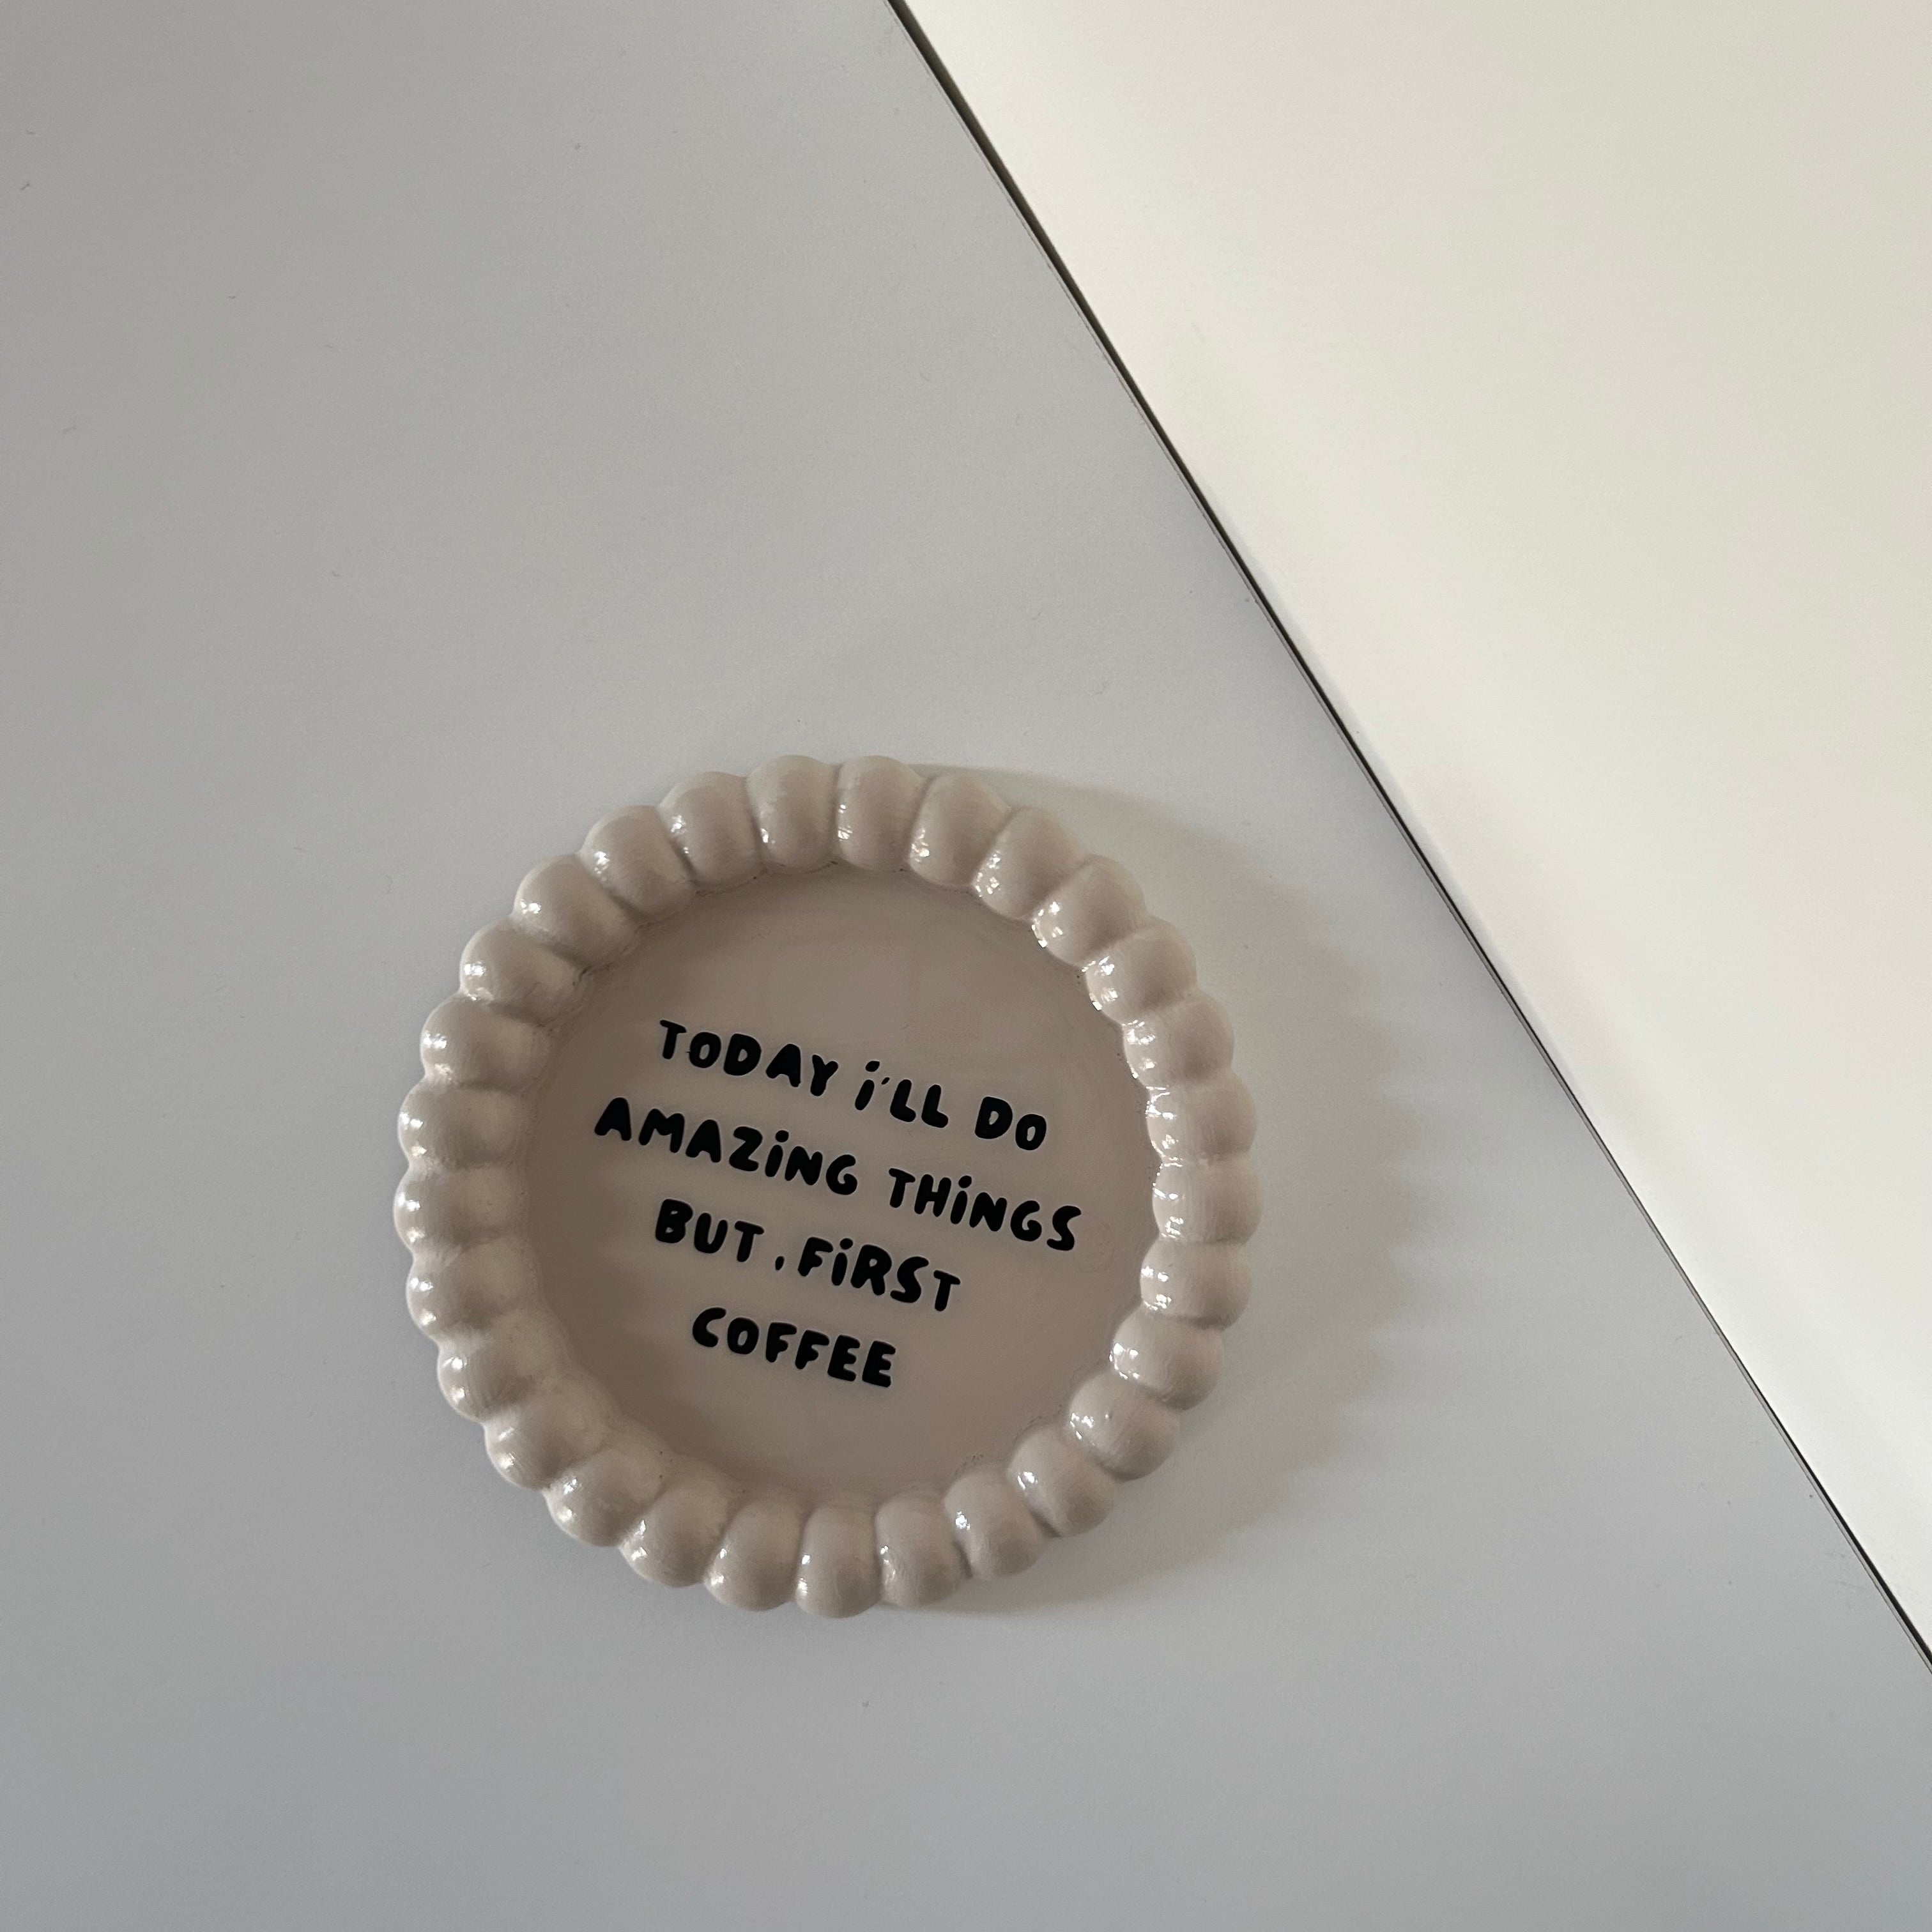 TODAY i'LL DO
AMAZiNG THiNGS
BUT, FiRST
COFFEE